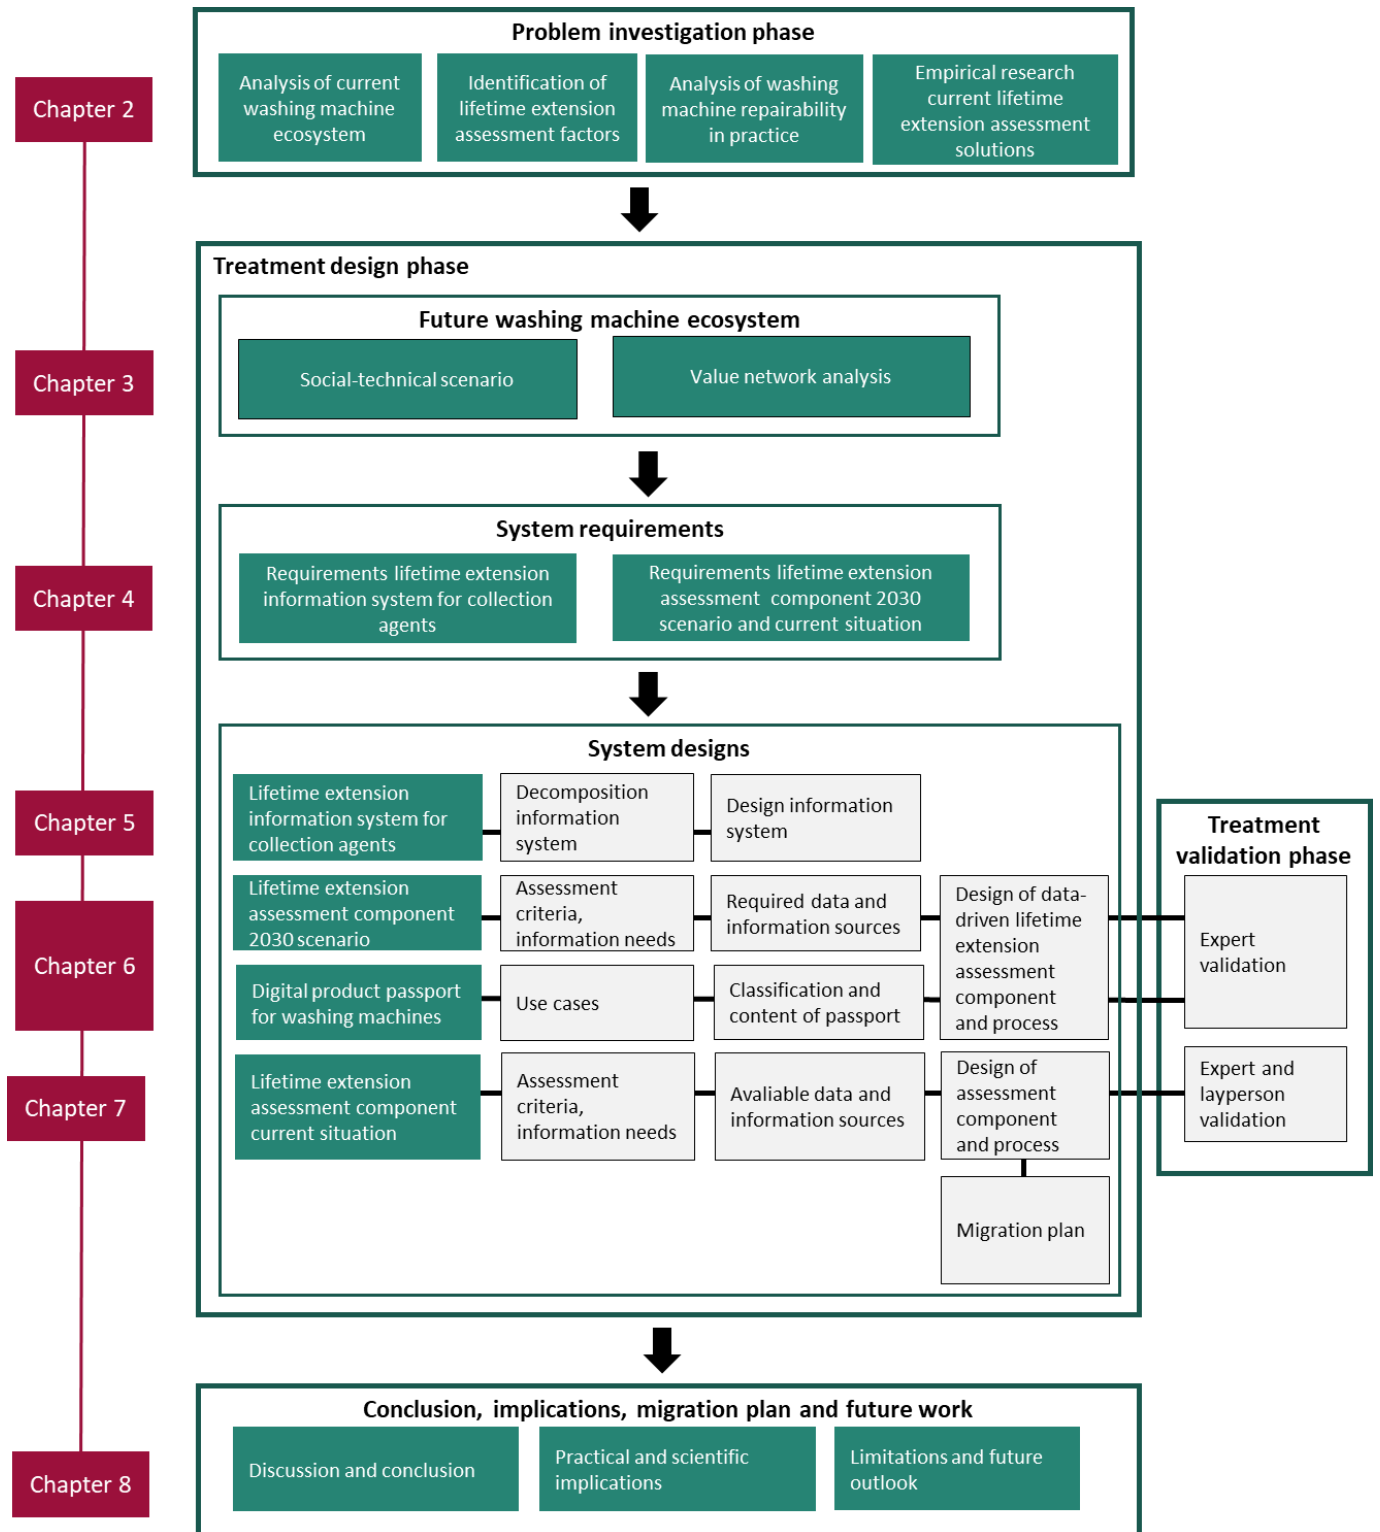 Problem investigation phase
Chapter 2
Analysis of current
washing machine
ecosystem
Identification of
lifetime extension
assessment factors
Analysis of washing
machine repairability
in practice
Empirical research
current lifetime
extension assessment
solutions
Treatment design phase
Future washing machine ecosystem
Chapter 3
Social-technical scenario
Value network analysis
System requirements
Chapter 4
Requirements lifetime extension
information system for collection
agents
Requirements lifetime extension
assessment component 2030
scenario and current situation
System designs
Chapter 5
Lifetime extension
information system for
collection agents
Decomposition
information
system
Design information
system
Treatment
validation phase
Chapter 6
Lifetime extension
assessment component
2030 scenario
Assessment
criteria,
information needs
Required data and
information sources
Design of data-
driven lifetime
extension
assessment
component
and process
Expert
validation
Digital product passport
for washing machines
Use cases
Classification and
content of passport
Chapter 7
Lifetime extension
assessment component
current situation
Assessment
criteria,
information needs
Avaliable data and
information sources
Design of
assessment
component
and process
Expert and
layperson
validation
Migration plan
Conclusion, implications, migration plan and future work
Chapter 8
Discussion and conclusion
Practical and scientific
implications
Limitations and future
outlook